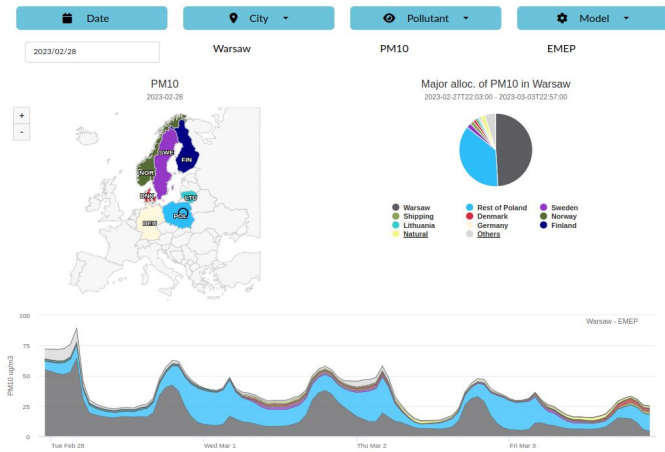 Date
City
Pollutant
Model
2023/02/28
Warsaw
PM10
EMEP
PM10
2023-02-28
+
-
SWE
FIN
NOR
DNK
LTU
POL
DEU
Major alloc. of PM10 in Warsaw
2023-02-27T22:03:00 - 2023-03-03T22:57:00
Warsaw
Rest of Poland
Sweden
Shipping
Denmark
Norway
Lithuania
Germany
Finland
Natural
Others
Warsaw - EMEP
PM10 ug/m3
100
75
50
25
0
Tue Feb 28
Wed Mar 1
Thu Mar 2
Fri Mar 3